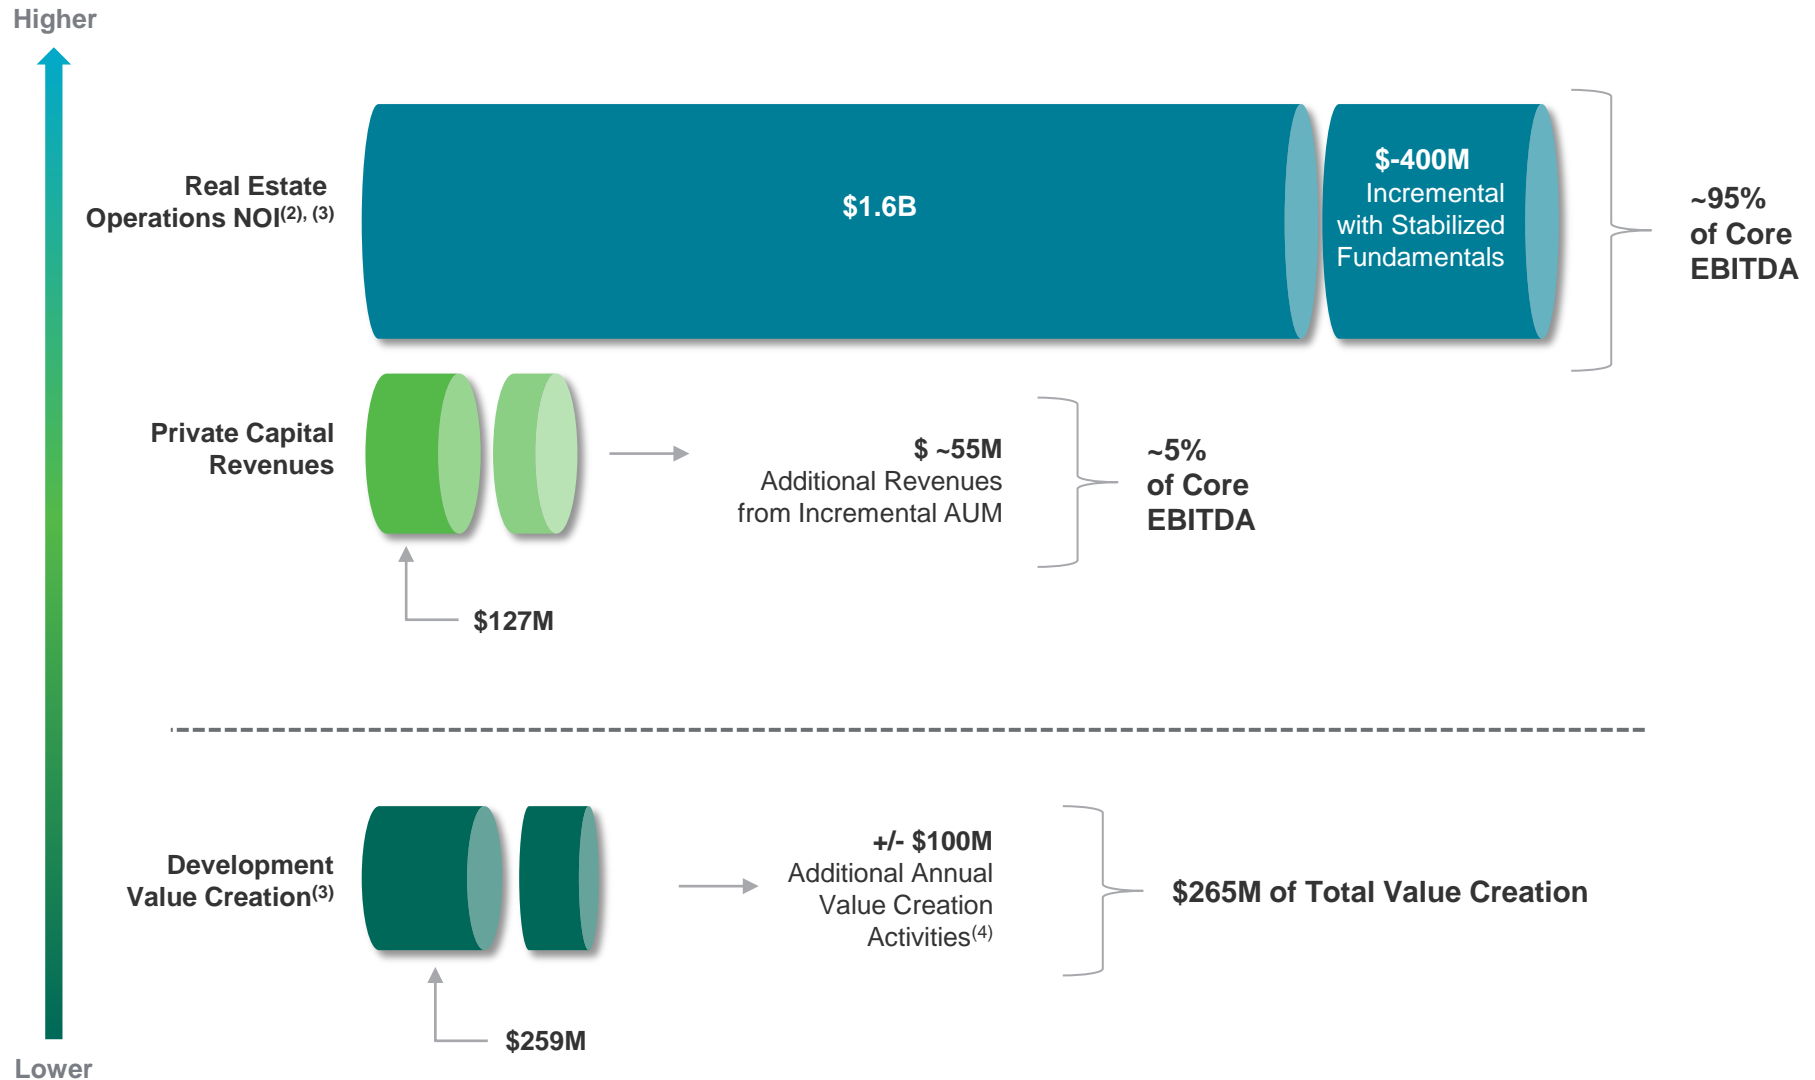 Higher
Real Estate
Operations NOI(2), (3)
$1.6B
$-400M
Incremental
with Stabilized
Fundamentals
~95%
of Core
EBITDA
Private Capital
Revenues
$ ~55M
Additional Revenues
from Incremental AUM
~5%
of Core
EBITDA
$127M
Development
Value Creation(3)
+/- $100M
Additional Annual
Value Creation
Activities(4)
$265M of Total Value Creation
$259M
Lower